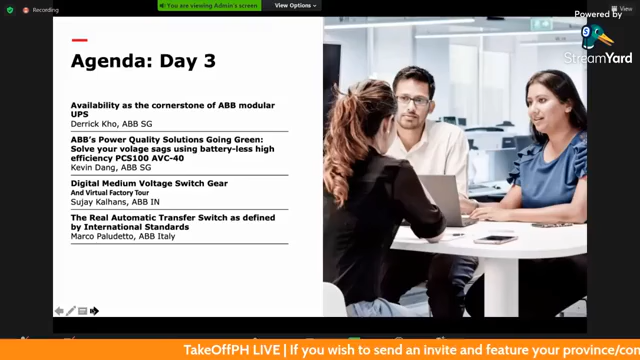 Recording
You are viewing Admin's screen
View Options
View
Powered by
StreamYard
Agenda: Day 3
Availability as the cornerstone of ABB modular
UPS
Derrick Kho, ABB SG
ABB's Power Quality Solutions Going Green:
Solve your volage sags using battery-less high
efficiency PCS100 AVC-40
Kevin Dang, ABB SG
Digital Medium Voltage Switch Gear
And Virtual Factory Tour
Sujay Kalhans, ABB IN
The Real Automatic Transfer Switch as defined
by International Standards
Marco Paludetto, ABB Italy
TakeOffPH LIVE | If you wish to send an invite and feature your province/con